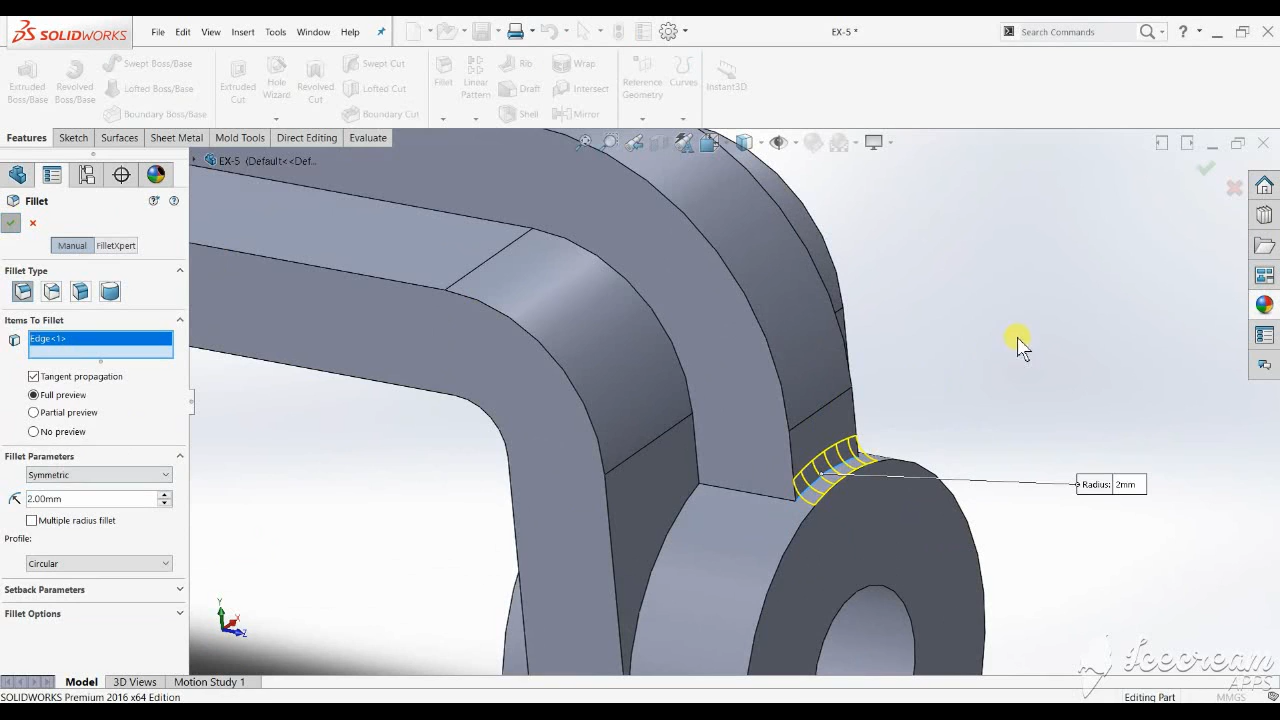 SOLIDWORKS
File Edit View Insert Tools Window Help
EX-5 *
Search Commands
Extruded Boss/Base
Revolved Boss/Base
Swept Boss/Base
Lofted Boss/Base
Boundary Boss/Base
Extruded Cut
Hole Wizard
Revolved Cut
Swept Cut
Lofted Cut
Boundary Cut
Fillet
Linear Pattern
Rib
Draft
Shell
Wrap
Intersect
Mirror
Reference Geometry
Curves
Instant3D
Features Sketch Surfaces Sheet Metal Mold Tools Direct Editing Evaluate
EX-5 (Default<<Def...
Fillet
Manual FilletXpert
Fillet Type
Items To Fillet
Edge<1>
Tangent propagation
Full preview
Partial preview
No preview
Fillet Parameters
Symmetric
2.00mm
Multiple radius fillet
Profile:
Circular
Setback Parameters
Fillet Options
Radius: 2mm
Y
X
Z
Icecream
APPS
Model 3D Views Motion Study 1
SOLIDWORKS Premium 2016 x64 Edition
Editing Part
MMGS